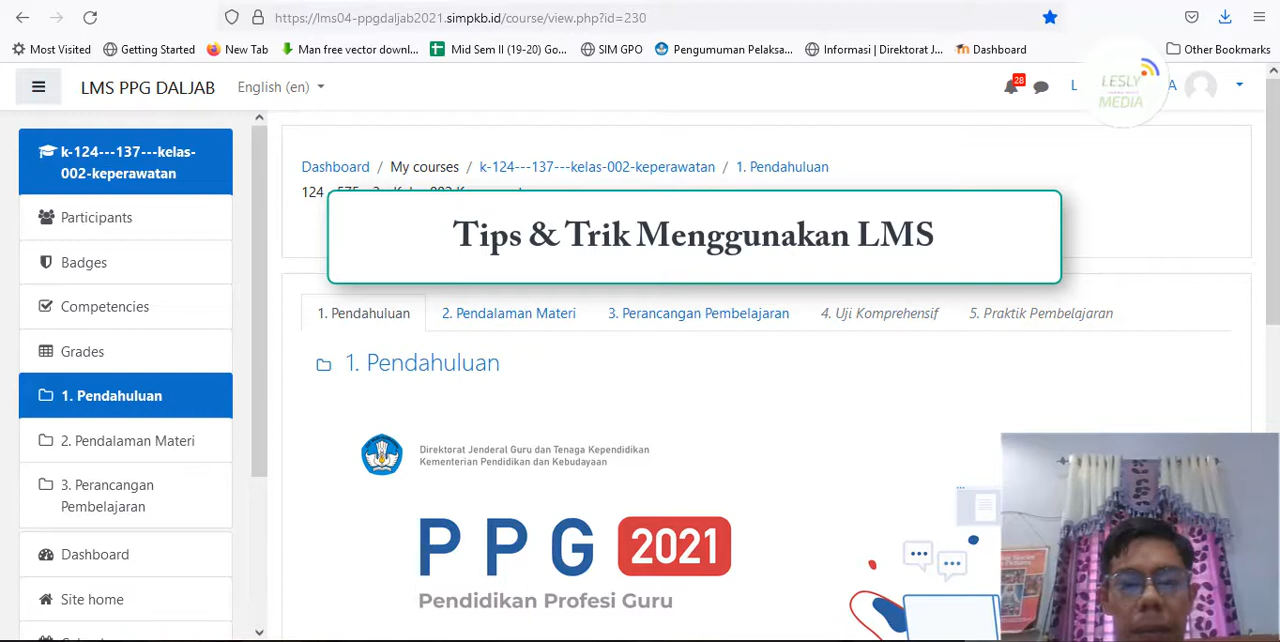 https://lms04-ppgdaljab2021.simpkb.id/course/view.php?id=230
Most Visited Getting Started New Tab Man free vector downl... Mid Sem II (19-20) Go... SIM GPO Pengumuman Pelaksa... Informasi | Direktorat J... Dashboard Other Bookmarks
LMS PPG DALJAB English (en) 28 L A
LESLY
MEDIA
k-124---137---kelas-
002-keperawatan
Participants
Badges
Competencies
Grades
1. Pendahuluan
2. Pendalaman Materi
3. Perancangan
Pembelajaran
Dashboard
Site home
Dashboard / My courses / k-124---137---kelas-002-keperawatan / 1. Pendahuluan
124
Tips & Trik Menggunakan LMS
1. Pendahuluan 2. Pendalaman Materi 3. Perancangan Pembelajaran 4. Uji Komprehensif 5. Praktik Pembelajaran
1. Pendahuluan
Direktorat Jenderal Guru dan Tenaga Kependidikan
Kementerian Pendidikan dan Kebudayaan
PPG 2021
Pendidikan Profesi Guru